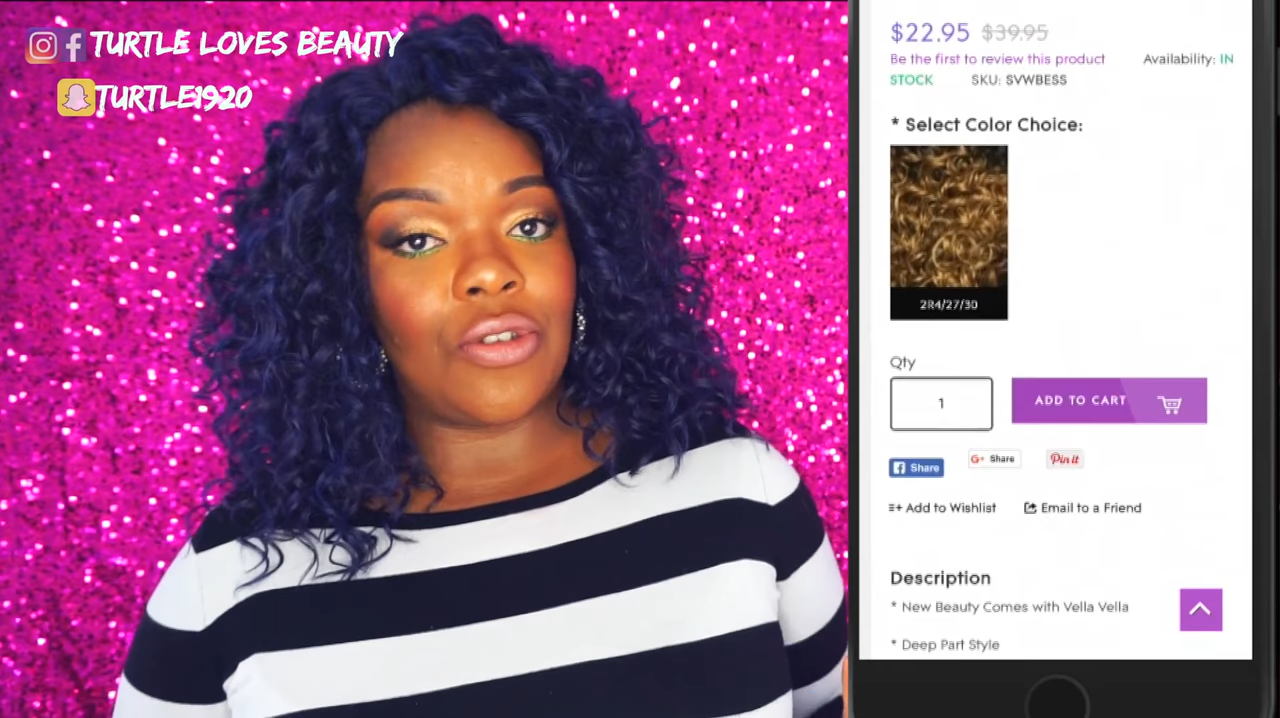 TURTLE LOVES BEAUTY
TURTLE1920
$22.95 $39.95
Be the first to review this product Availability: IN
STOCK SKU: SVWBESS
* Select Color Choice:
2R4/27/30
Qty
1 ADD TO CART
Share G+ Share Pin it
Add to Wishlist Email to a Friend
Description
* New Beauty Comes with Vella Vella
* Deep Part Style